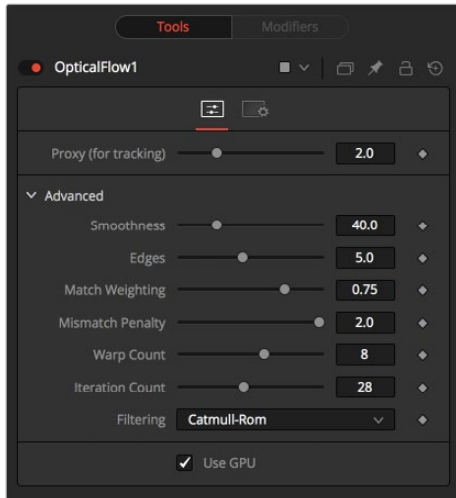 Tools Modifiers
OpticalFlow1
Proxy (for tracking) 2.0
Advanced
Smoothness 40.0
Edges 5.0
Match Weighting 0.75
Mismatch Penalty 2.0
Warp Count 8
Iteration Count 28
Filtering Catmull-Rom
Use GPU